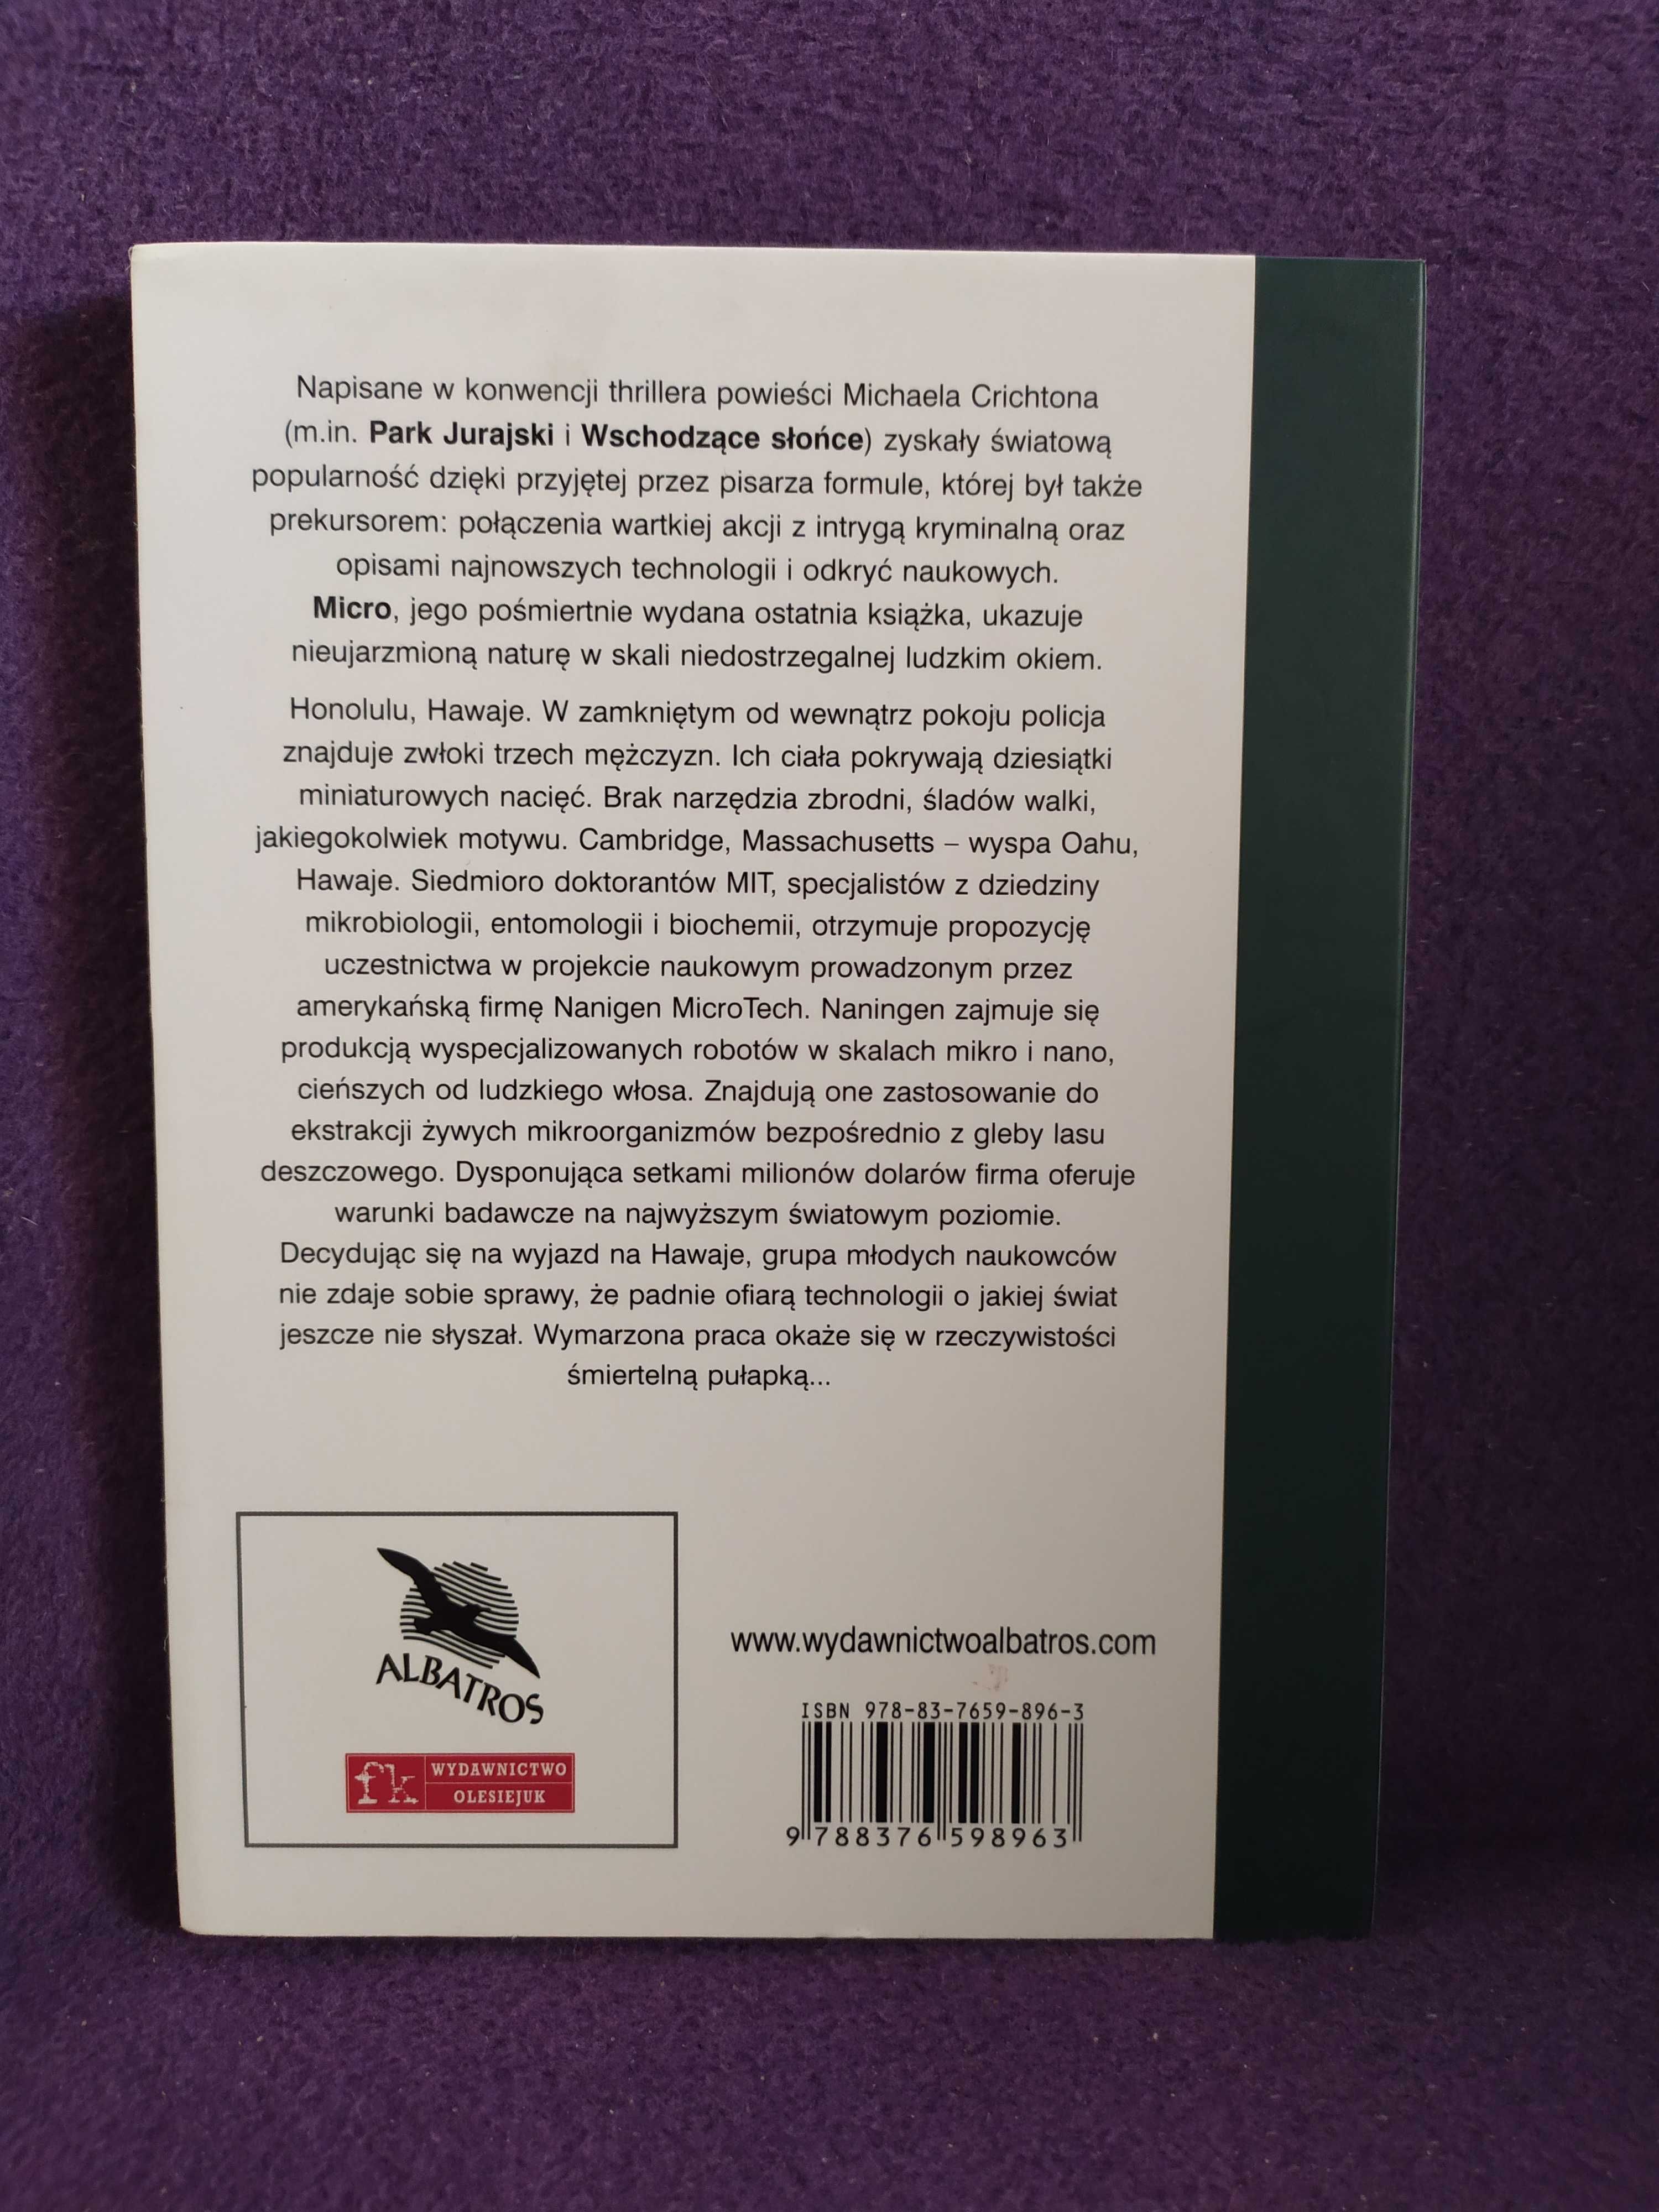 Napisane w konwencji thrillera powieści Michaela Crichtona
(m.in. Park Jurajski i Wschodzące słońce) zyskały światową
popularność dzięki przyjętej przez pisarza formule, której był także
prekursorem: połączenia wartkiej akcji z intrygą kryminalną oraz
opisami najnowszych technologii i odkryć naukowych.
Micro, jego pośmiertnie wydana ostatnia książka, ukazuje
nieujarzmioną naturę w skali niedostrzegalnej ludzkim okiem.
Honolulu, Hawaje. W zamkniętym od wewnątrz pokoju policja
znajduje zwłoki trzech mężczyzn. Ich ciała pokrywają dziesiątki
miniaturowych nacięć. Brak narzędzia zbrodni, śladów walki,
jakiegokolwiek motywu. Cambridge, Massachusetts – wyspa Oahu,
Hawaje. Siedmioro doktorantów MIT, specjalistów z dziedziny
mikrobiologii, entomologii i biochemii, otrzymuje propozycję
uczestnictwa w projekcie naukowym prowadzonym przez
amerykańską firmę Nanigen MicroTech. Naningen zajmuje się
produkcją wyspecjalizowanych robotów w skalach mikro i nano,
cieńszych od ludzkiego włosa. Znajdują one zastosowanie do
ekstrakcji żywych mikroorganizmów bezpośrednio z gleby lasu
deszczowego. Dysponująca setkami milionów dolarów firma oferuje
warunki badawcze na najwyższym światowym poziomie.
Decydując się na wyjazd na Hawaje, grupa młodych naukowców
nie zdaje sobie sprawy, że padnie ofiarą technologii o jakiej świat
jeszcze nie słyszał. Wymarzona praca okaże się w rzeczywistości
śmiertelną pułapką...
ALBATROS
fk WYDAWNICTWO
OLESIEJUK
www.wydawnictwoalbatros.com
ISBN 978-83-7659-896-3
9 788376 598963